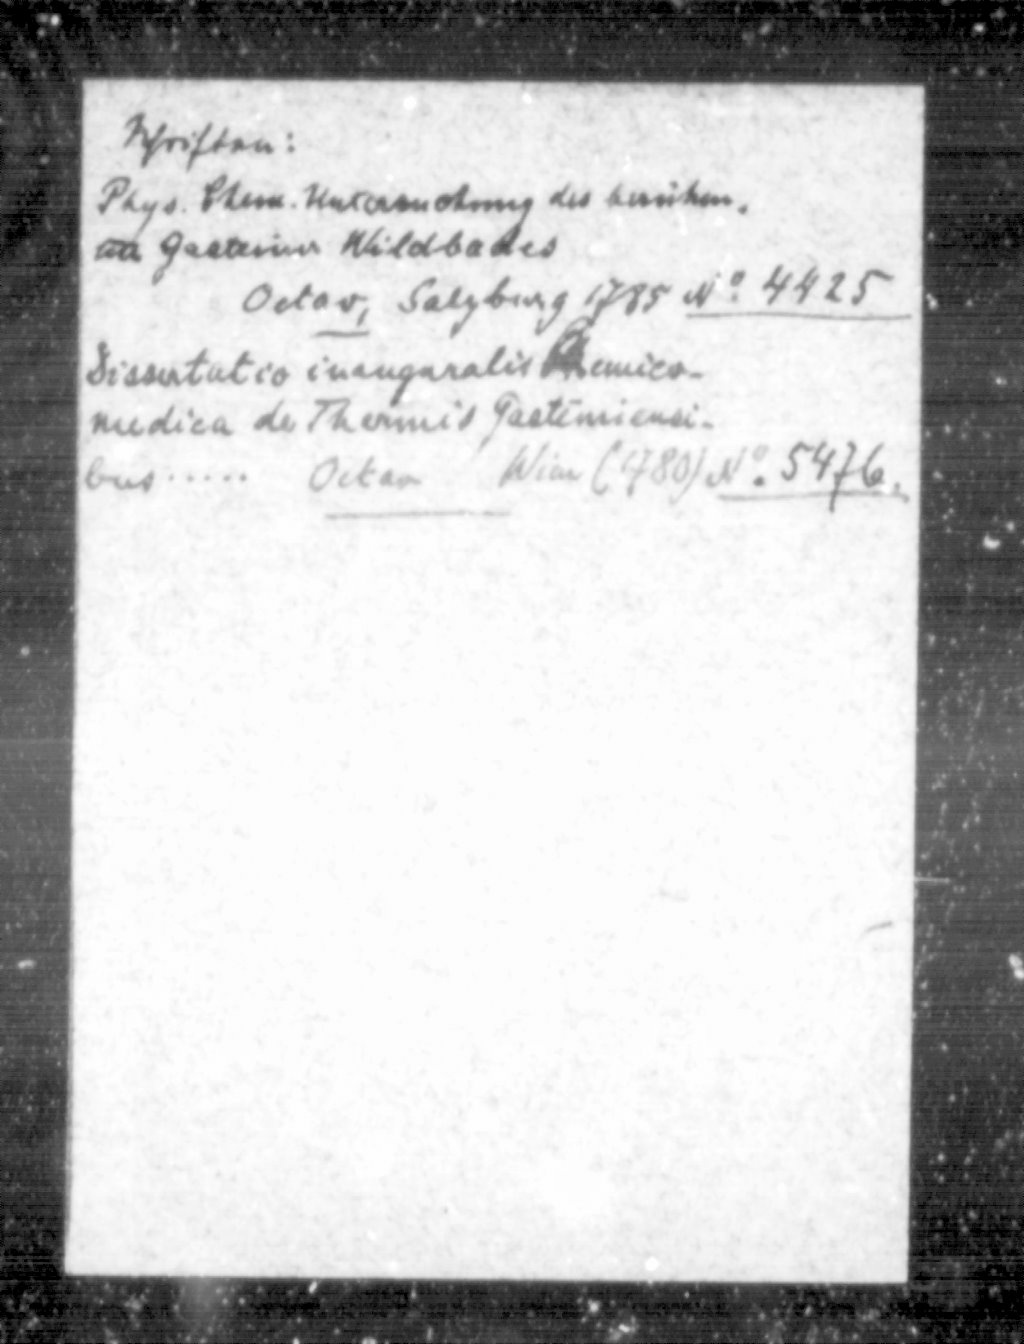 Schriften:
Phys. Chem. Untersuchung des berühm.
ten Gasteiner Wildbades
Octav, Salzburg 1785 No. 4425
Dissertatio inauguralis Chemico-
medica de Thermis Gasteiniensi-
bus ..... Octav Wien (1780) No. 5476.